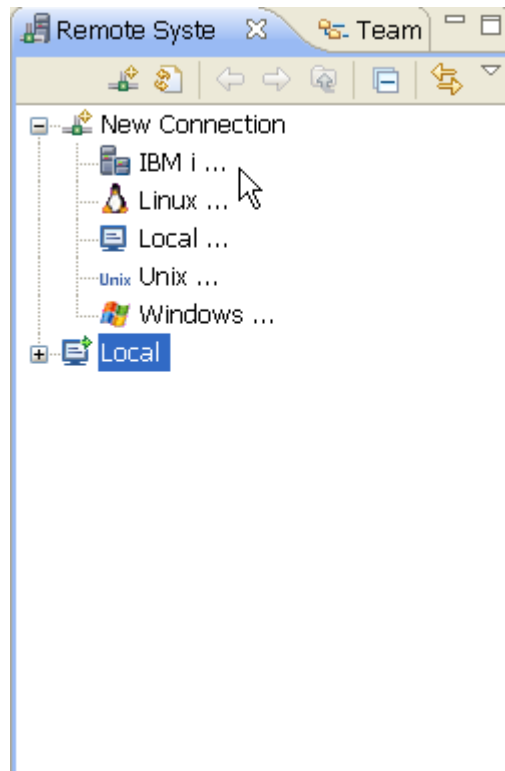 Remote Syste Team
New Connection
IBM i ...
Linux ...
Local ...
Unix Unix ...
Windows ...
Local